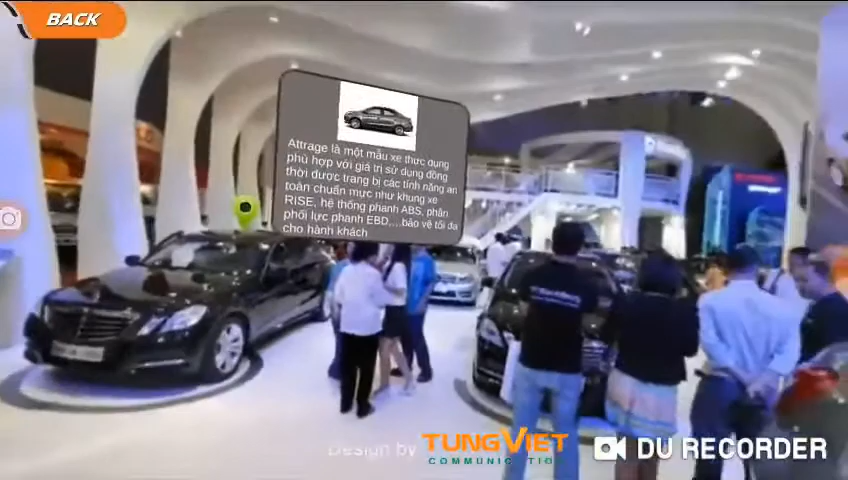 BACK
Attrage là một mẫu xe thực dụng
phù hợp với giá trị sử dụng đồng
thời được trang bị các tính năng an
toàn chuẩn mực như khung xe
RISE, hệ thống phanh ABS, phân
phối lực phanh EBD,...bảo vệ tối đa
cho hành khách
Design by TUNGVIET
COMMUNICATION
DU RECORDER